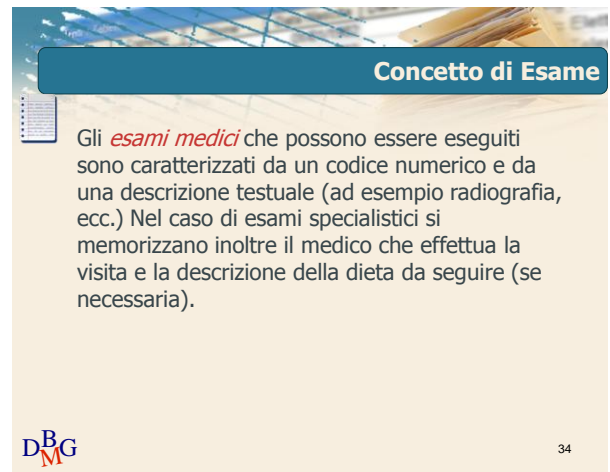 Concetto di Esame
Gli esami medici che possono essere eseguiti
sono caratterizzati da un codice numerico e da
una descrizione testuale (ad esempio radiografia,
ecc.) Nel caso di esami specialistici si
memorizzano inoltre il medico che effettua la
visita e la descrizione della dieta da seguire (se
necessaria).
DBMG
34